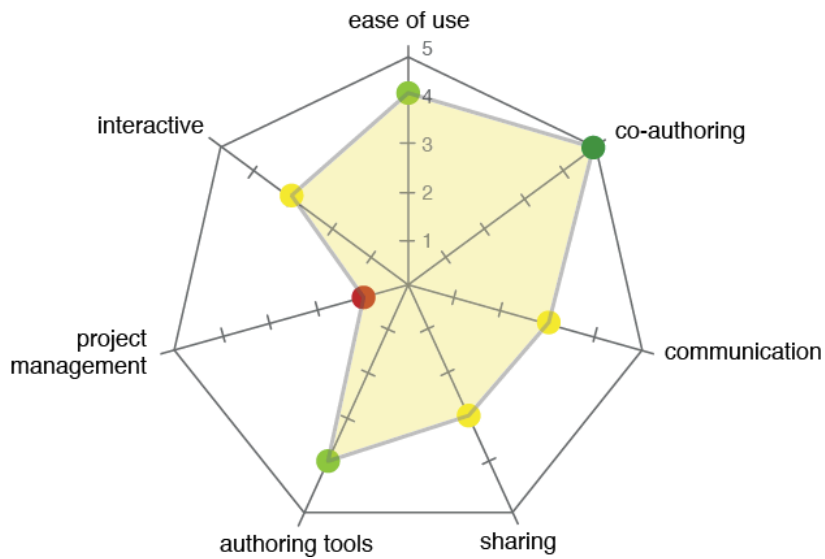 ease of use
5
4
3
2
1
interactive
co-authoring
project
management
communication
authoring tools
sharing